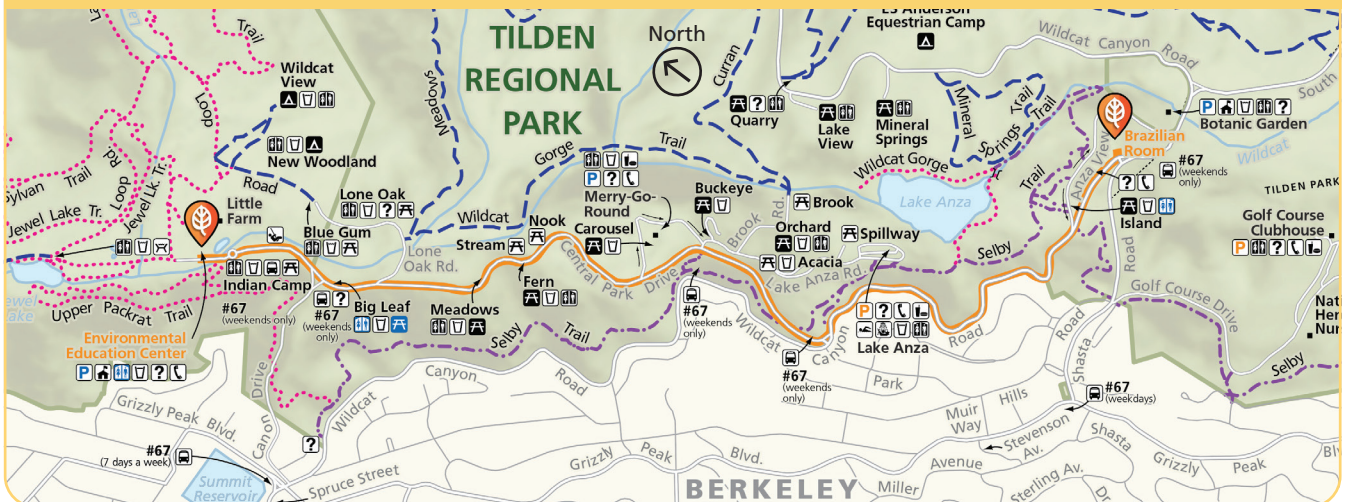 ES Anderson
Equestrian Camp
TILDEN
REGIONAL
PARK
North
Wildcat Canyon Road
South
Trail
Loop
Wildcat
View
Meadows
Curran
Quarry
Lake
View
Mineral
Springs
Mineral
Springs
Trail
Trail
P
?
Botanic Garden
Wildcat
Brazilian
Room
New Woodland
Gorge
Trail
Wildcat Gorge
Anza View
#67
(weekends
only)
TILDEN PARK
Sylvan Trail
Rd.
Loop
Jewel Lk. Tr.
Jewel Lake Tr.
Road
Little
Farm
Lone Oak
?
Blue Gum
Wildcat
P ?
Merry-Go-
Round
Carousel
Buckeye
Brook
Rd.
Brook
Orchard
Acacia
Spillway
Lake Anza
Trail
?
Island
Golf Course
Clubhouse
P ?
Stream
Nook
Lone
Oak Rd.
Central
Park
Drive
Lake Anza Rd.
Selby
Road
Golf Course Drive
Indian Camp
Fern
Jewel
Lake
Upper Packrat Trail
#67
(weekends only)
?
#67
(weekends
only)
Big Leaf
Meadows
Selby
Trail
#67
(weekends
only)
Wildcat
Canyon
Road
P ?
Lake Anza
#67
(weekends
only)
Environmental
Education Center
P ?
Canyon
Road
Wildcat
Drive
Canon
Park
Hills
Muir
Way
Shasta
Road
#67
(weekdays)
Selby
Grizzly Peak Blvd.
?
#67
(7 days a week)
Summit
Reservoir
Spruce Street
Grizzly
Peak
Blvd.
BERKELEY
Miller
Avenue
Stevenson
Av.
Shasta
Sterling Av.
Grizzly
Peak